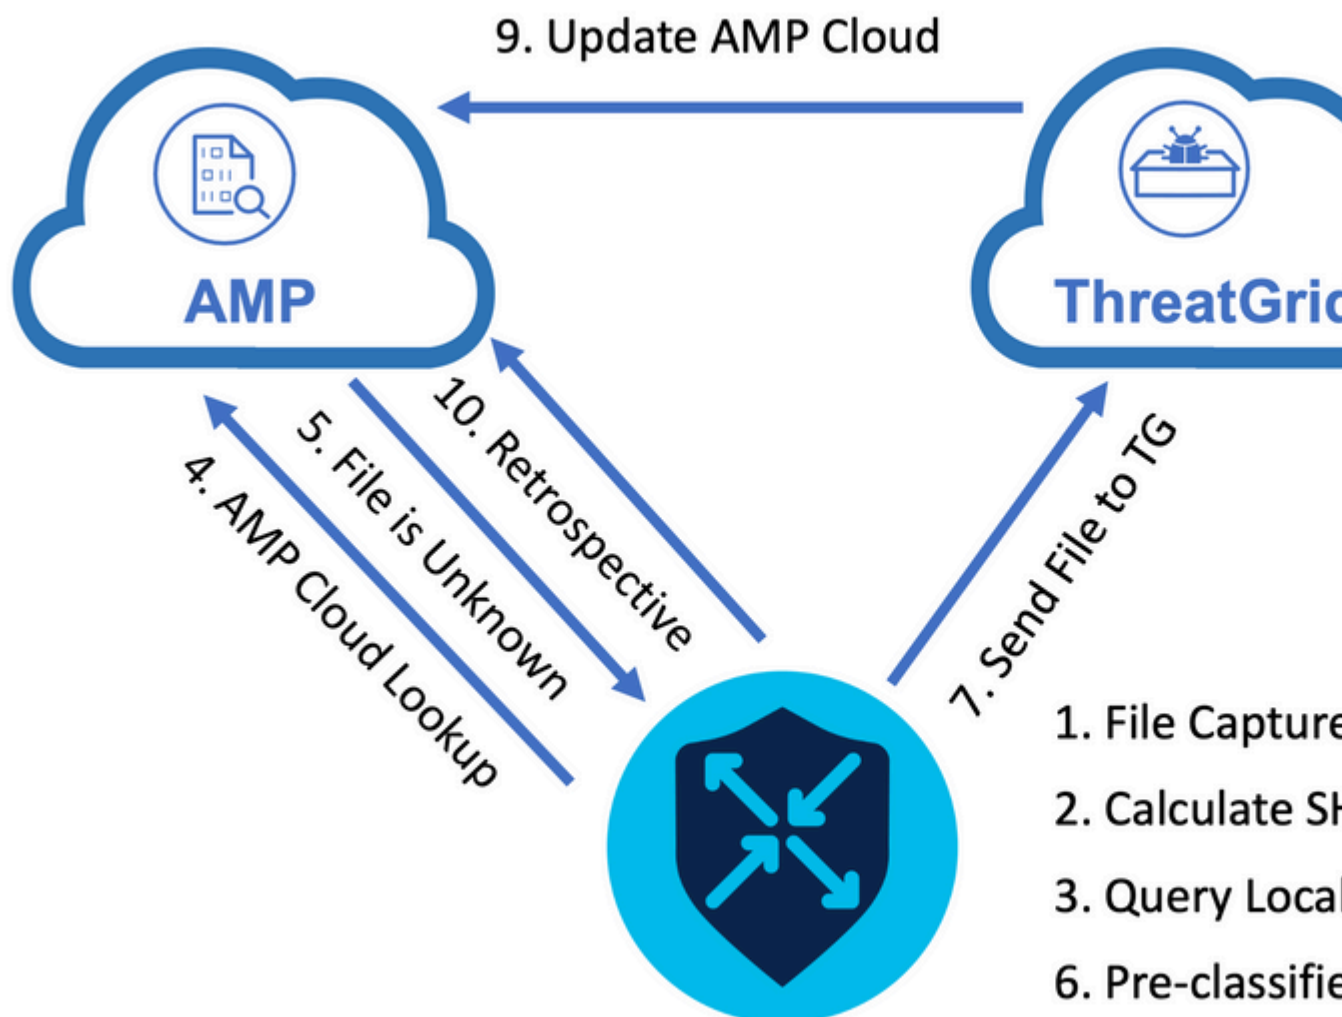 9. Update AMP Cloud
AMP
ThreatGrid
10. Retrospective
5. File is Unknown
4. AMP Cloud Lookup
7. Send File to TG
1. File Capture
2. Calculate SH
3. Query Local
6. Pre-classifie